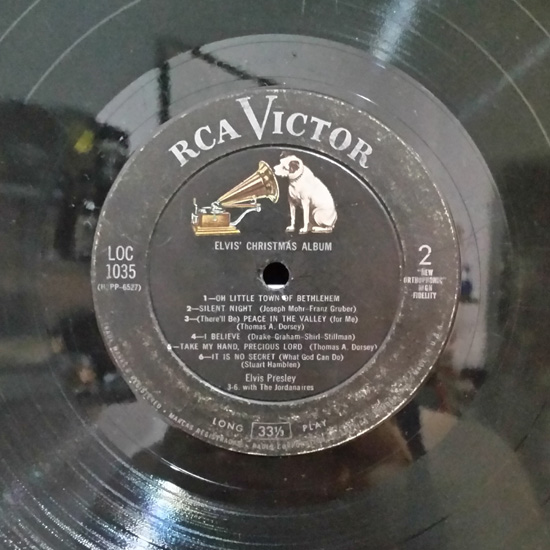 RCA VICTOR
ELVIS' CHRISTMAS ALBUM
LOC
1035
2
"NEW
ORTHOPHONIC"
HIGH
FIDELITY
1—OH LITTLE TOWN OF BETHLEHEM
2—SILENT NIGHT (Joseph Mohr-Franz Gruber)
3—(There'll Be) PEACE IN THE VALLEY (for Me)
(Thomas A. Dorsey)
4—I BELIEVE (Drake-Graham-Shirl-Stillman)
5—TAKE MY HAND, PRECIOUS LORD (Thomas A. Dorsey)
6—IT IS NO SECRET (What God Can Do)
(Stuart Hamblen)
Elvis Presley
3-6. with The Jordanaires
LONG 33⅓ PLAY